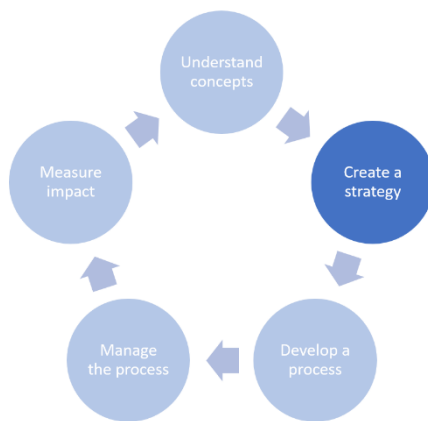 Understand
concepts
Create a
strategy
Develop a
process
Manage
the process
Measure
impact